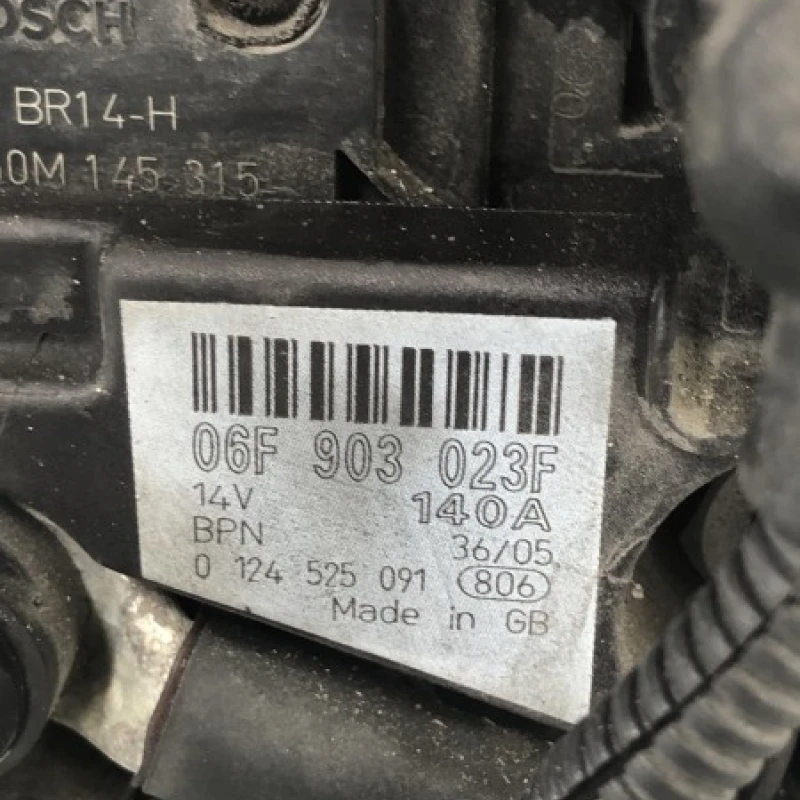 BOSCH
BR14-H
0M 145 315
06F 903 023F
14V 140A
BPN 36/05
0 124 525 091 806
Made in GB